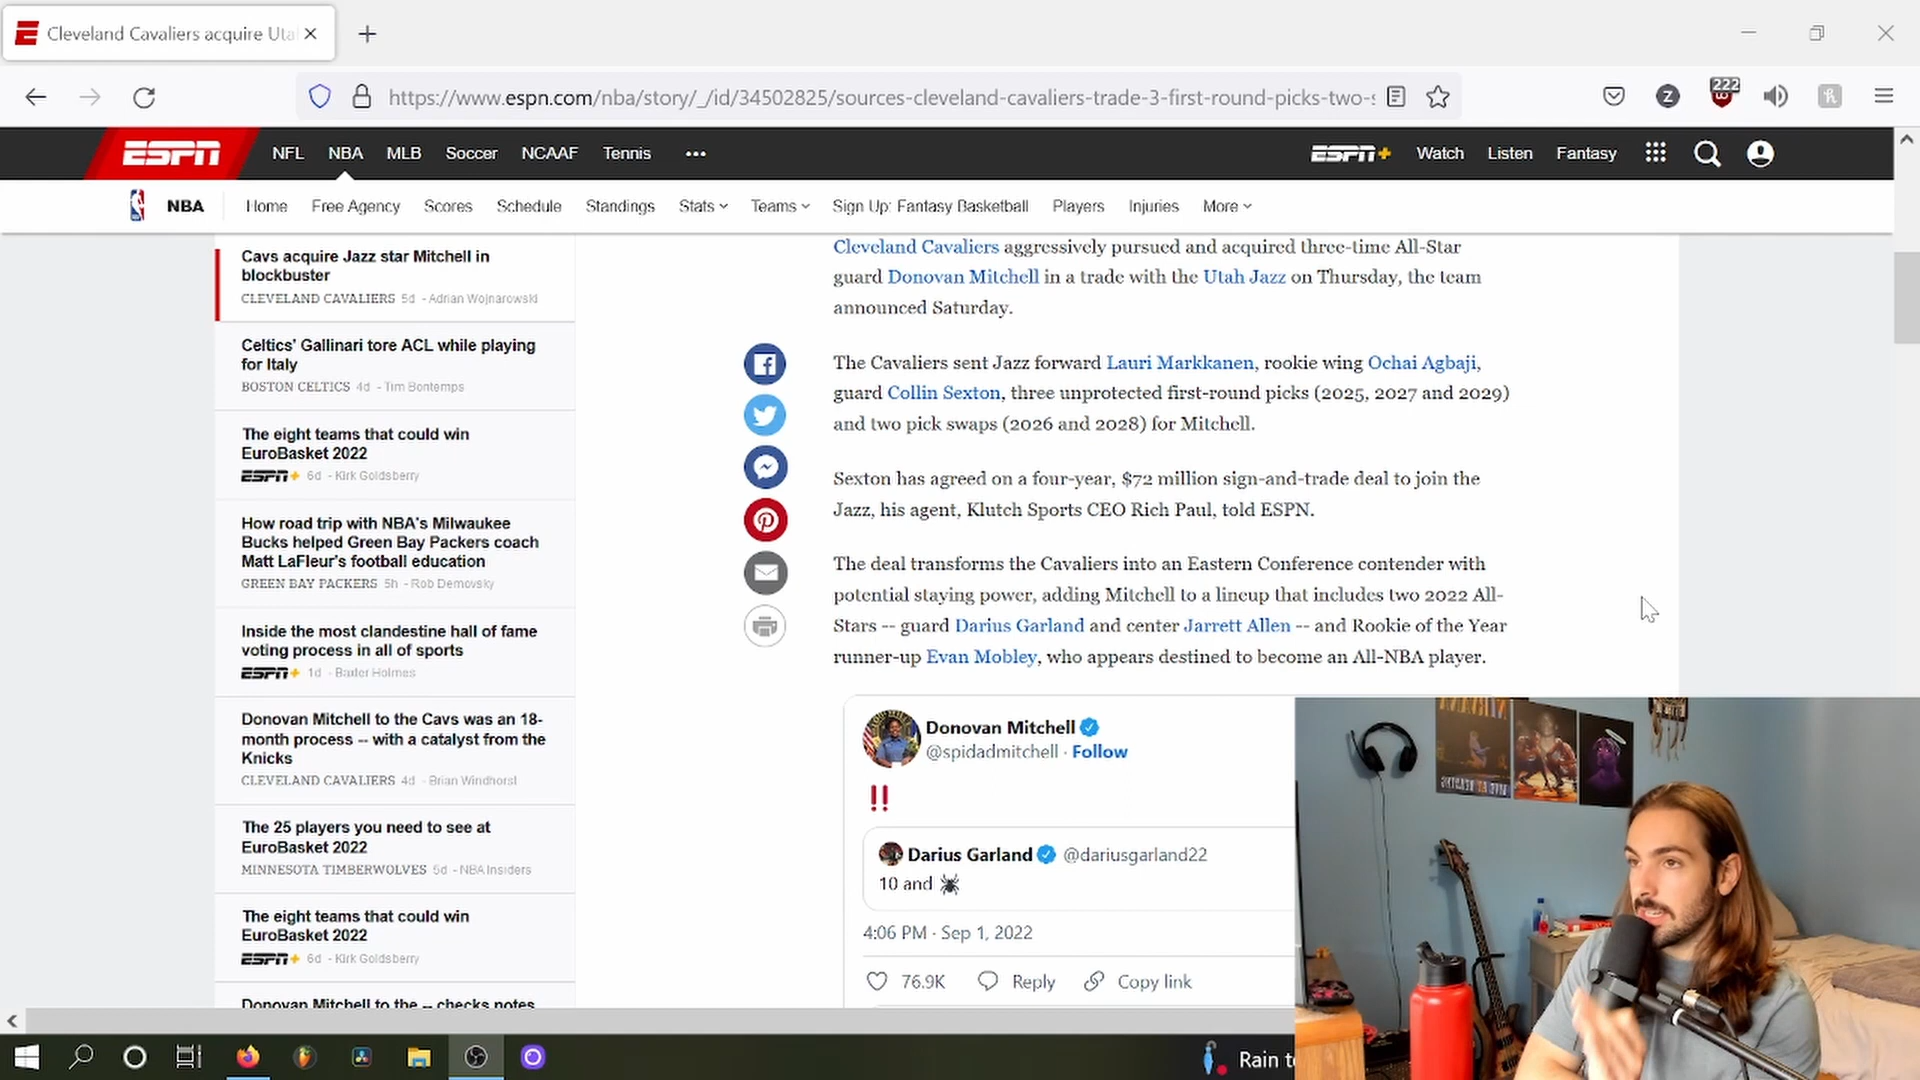 Cleveland Cavaliers acquire Uta
https://www.espn.com/nba/story/_/id/34502825/sources-cleveland-cavaliers-trade-3-first-round-picks-two-s
Z
222
h
ESPN
NFL
NBA
MLB
Soccer
NCAAF
Tennis
ESPN+
Watch
Listen
Fantasy
NBA
Home
Free Agency
Scores
Schedule
Standings
Stats
Teams
Sign Up: Fantasy Basketball
Players
Injuries
More
Cavs acquire Jazz star Mitchell in
blockbuster
CLEVELAND CAVALIERS 5d - Adrian Wojnarowski
Celtics' Gallinari tore ACL while playing
for Italy
BOSTON CELTICS 4d - Tim Bontemps
The eight teams that could win
EuroBasket 2022
ESPN+ 6d - Kirk Goldsberry
How road trip with NBA's Milwaukee
Bucks helped Green Bay Packers coach
Matt LaFleur's football education
GREEN BAY PACKERS 5h - Rob Demovsky
Inside the most clandestine hall of fame
voting process in all of sports
ESPN+ 1d - Baxter Holmes
Donovan Mitchell to the Cavs was an 18-
month process -- with a catalyst from the
Knicks
CLEVELAND CAVALIERS 4d - Brian Windhorst
The 25 players you need to see at
EuroBasket 2022
MINNESOTA TIMBERWOLVES 5d - NBA Insiders
The eight teams that could win
EuroBasket 2022
ESPN+ 6d - Kirk Goldsberry
Donovan Mitchell to the -- checks notes
Cleveland Cavaliers aggressively pursued and acquired three-time All-Star
guard Donovan Mitchell in a trade with the Utah Jazz on Thursday, the team
announced Saturday.
The Cavaliers sent Jazz forward Lauri Markkanen, rookie wing Ochai Agbaji,
guard Collin Sexton, three unprotected first-round picks (2025, 2027 and 2029)
and two pick swaps (2026 and 2028) for Mitchell.
Sexton has agreed on a four-year, $72 million sign-and-trade deal to join the
Jazz, his agent, Klutch Sports CEO Rich Paul, told ESPN.
The deal transforms the Cavaliers into an Eastern Conference contender with
potential staying power, adding Mitchell to a lineup that includes two 2022 All-
Stars -- guard Darius Garland and center Jarrett Allen -- and Rookie of the Year
runner-up Evan Mobley, who appears destined to become an All-NBA player.
Donovan Mitchell
@spidadmitchell · Follow
‼
Darius Garland @dariusgarland22
10 and 🕷
4:06 PM · Sep 1, 2022
76.9K
Reply
Copy link
Rain to